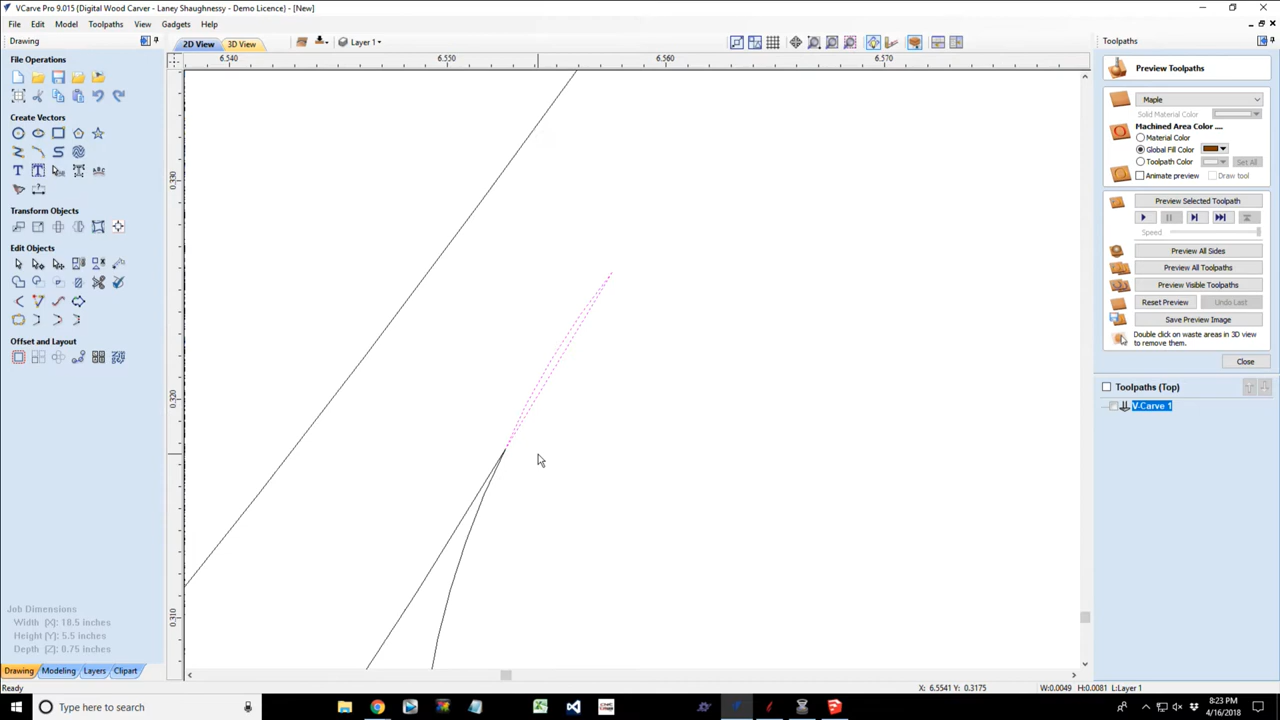 VCarve Pro 9.015 (Digital Wood Carver - Laney Shaughnessy - Demo Licence) - [New]
File Edit Model Toolpaths View Gadgets Help
Drawing
2D View 3D View Layer 1
Toolpaths
File Operations
Create Vectors
Transform Objects
Edit Objects
Offset and Layout
Job Dimensions
Width (X): 18.5 inches
Height (Y): 5.5 inches
Depth (Z): 0.75 inches
Drawing Modeling Layers Clipart
Ready
6.540 6.550 6.560 6.570
0.330
0.320
0.310
Preview Toolpaths
Maple
Solid Material Color
Machined Area Color ....
Material Color
Global Fill Color
Toolpath Color Set All
Animate preview Draw tool
Preview Selected Toolpath
Speed
Preview All Sides
Preview All Toolpaths
Preview Visible Toolpaths
Reset Preview Undo Last
Save Preview Image
Double click on waste areas in 3D view
to remove them.
Close
Toolpaths (Top)
V-Carve 1
X: 6.5541 Y: 0.3175 W:0.0049 H:0.0081 L:Layer 1
Type here to search
8:23 PM
4/16/2018